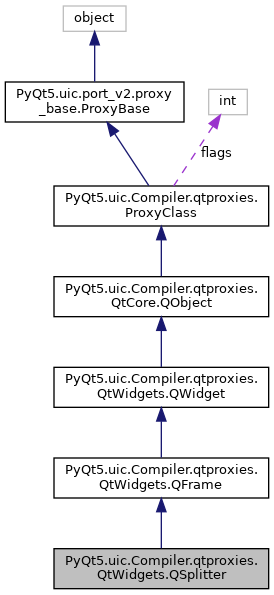 object
PyQt5.uic.port_v2.proxy
_base.ProxyBase
int
flags
PyQt5.uic.Compiler.qtproxies.
ProxyClass
PyQt5.uic.Compiler.qtproxies.
QtCore.QObject
PyQt5.uic.Compiler.qtproxies.
QtWidgets.QWidget
PyQt5.uic.Compiler.qtproxies.
QtWidgets.QFrame
PyQt5.uic.Compiler.qtproxies.
QtWidgets.QSplitter